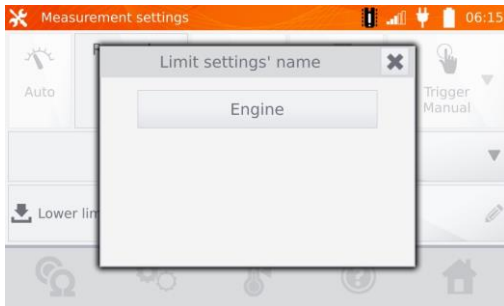 Measurement settings
06:15
Limit settings' name
Auto
Engine
Trigger
Manual
Lower lim